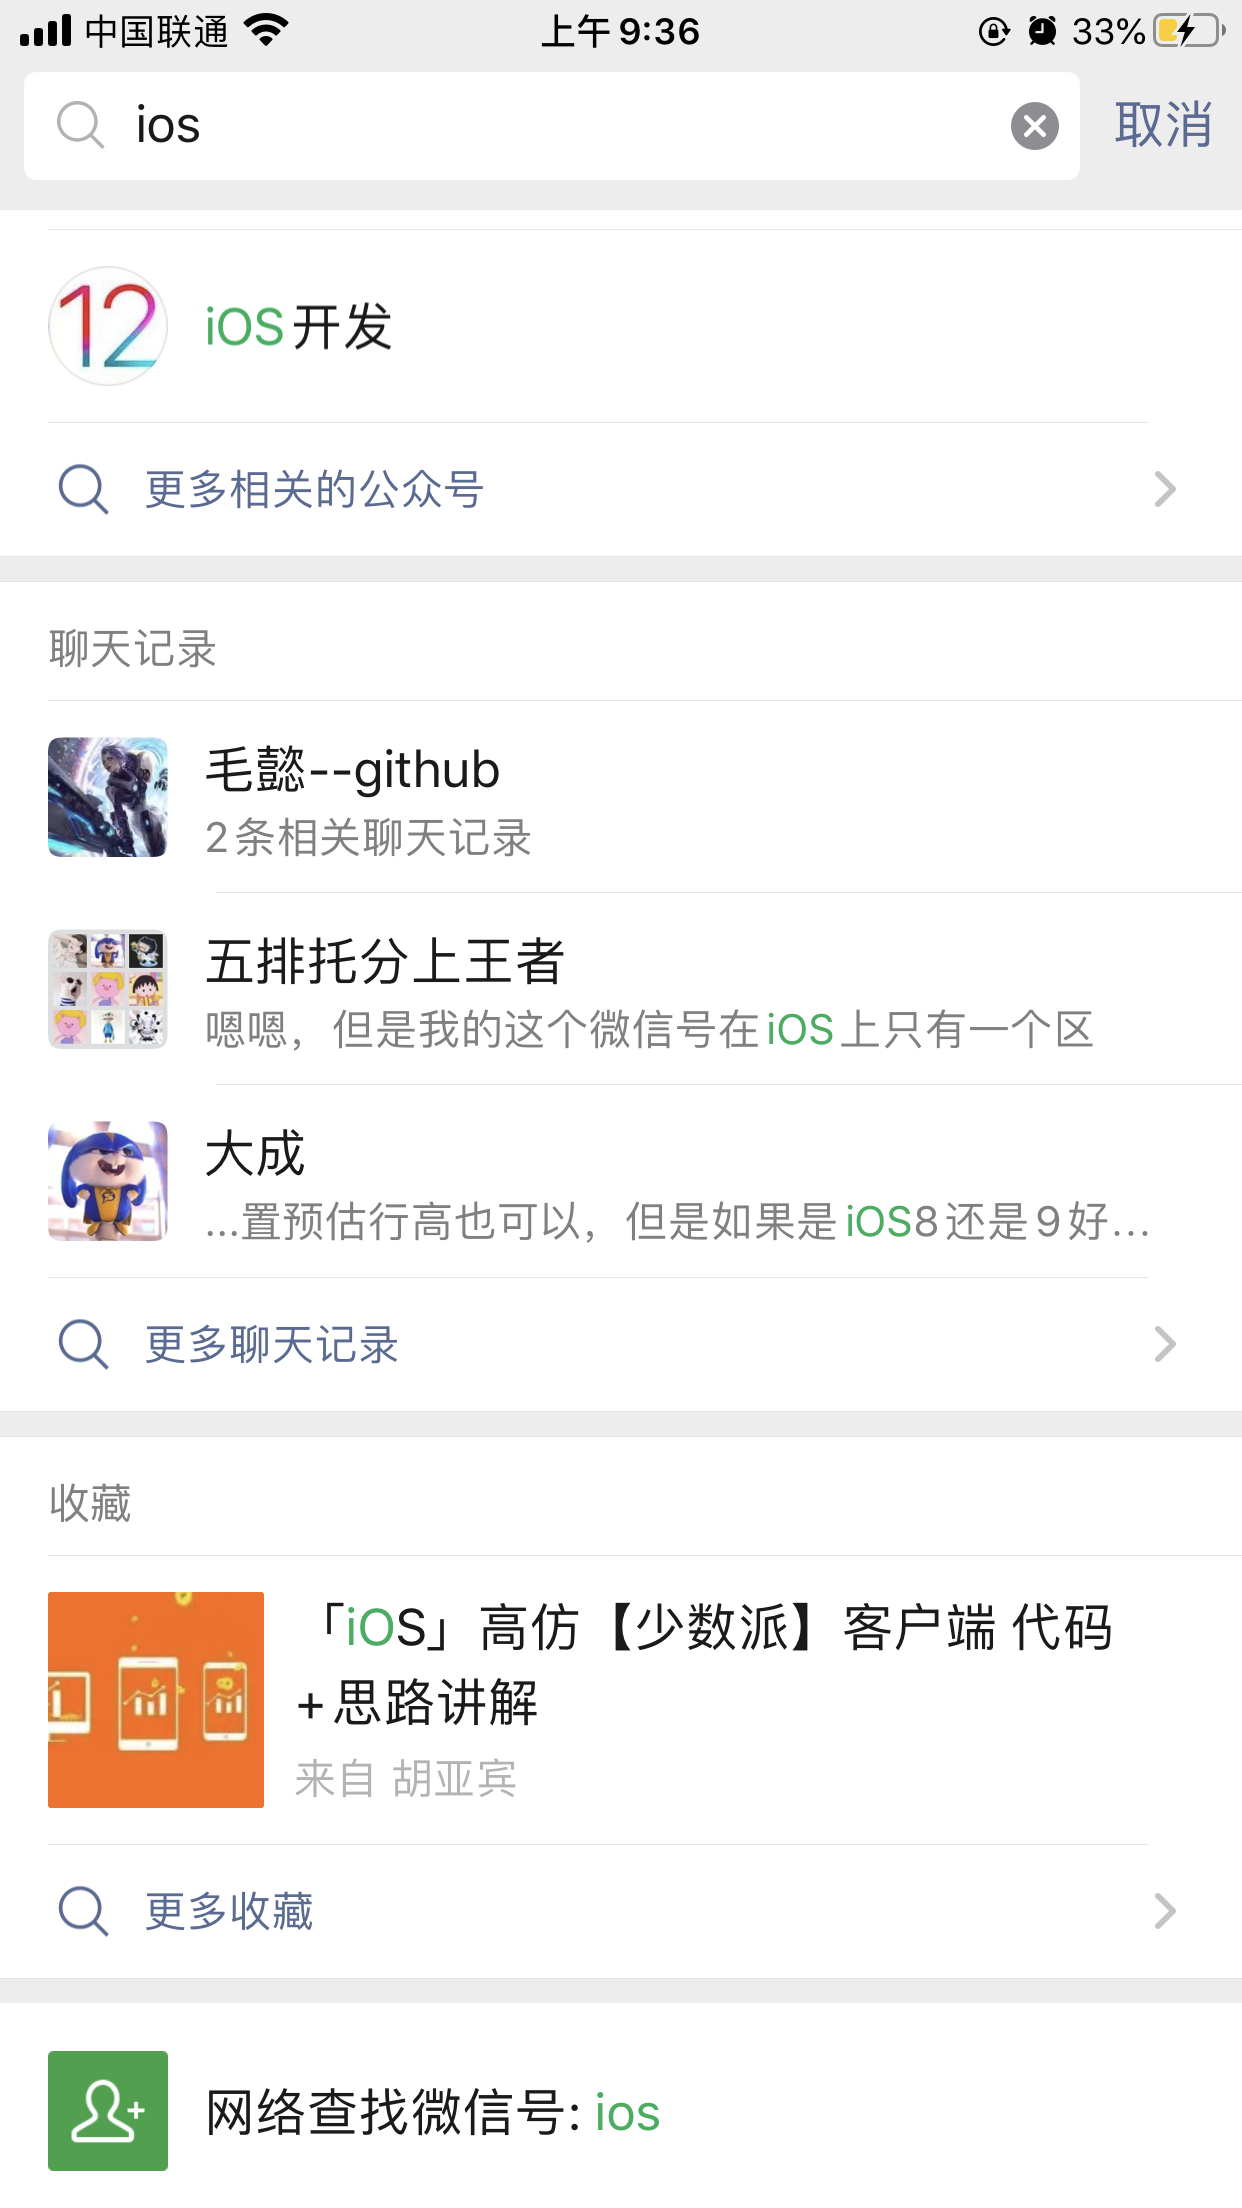 中国联通 上午 9:36 33%
ios 取消
12 iOS开发
更多相关的公众号
聊天记录
毛懿--github
2条相关聊天记录
五排托分上王者
嗯嗯，但是我的这个微信号在iOS上只有一个区
大成
...置预估行高也可以，但是如果是iOS8还是9好...
更多聊天记录
收藏
「iOS」高仿【少数派】客户端 代码
+思路讲解
来自 胡亚宾
更多收藏
网络查找微信号: ios